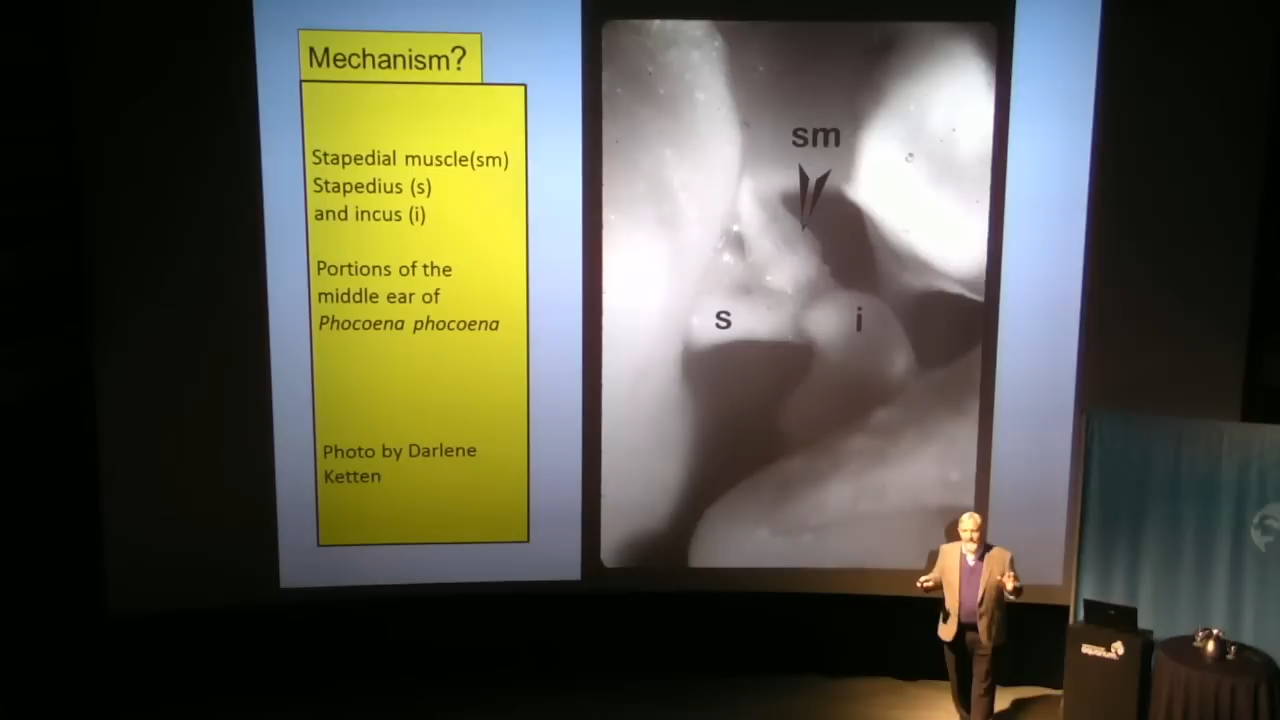 Mechanism?
Stapedial muscle(sm)
Stapedius (s)
and incus (i)
Portions of the
middle ear of
Phocoena phocoena
Photo by Darlene
Ketten
sm
s
i